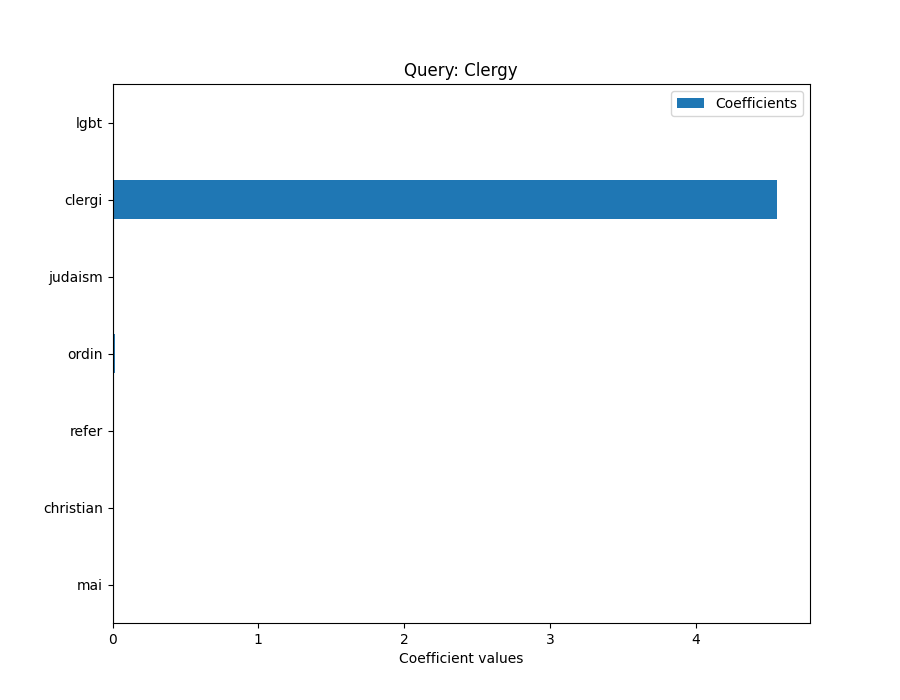 Query: Clergy
Coefficients
lgbt
clergi
judaism
ordin
refer
christian
mai
0 1 2 3 4
Coefficient values